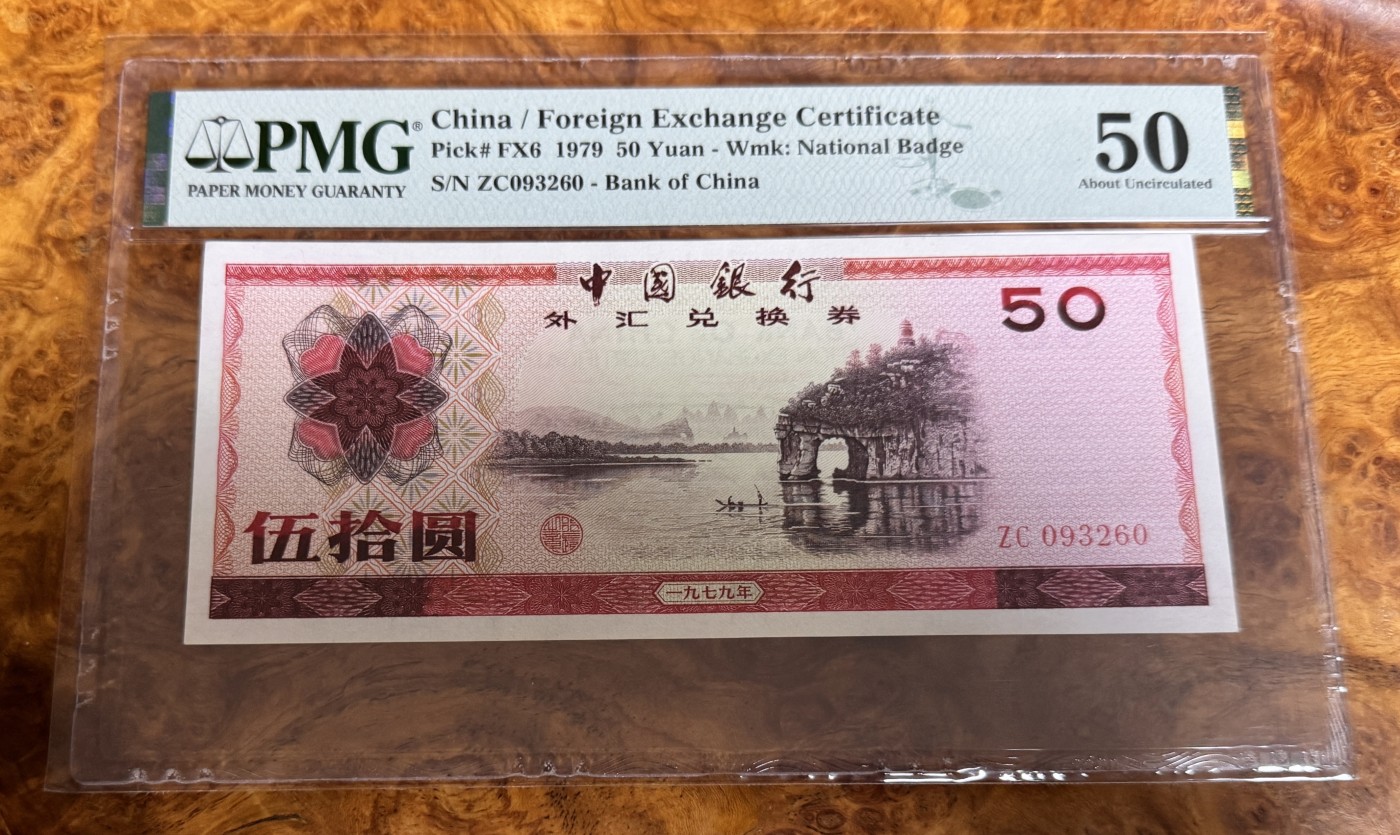 PMG®
PAPER MONEY GUARANTY
China / Foreign Exchange Certificate
Pick# FX6 1979 50 Yuan - Wmk: National Badge
S/N ZC093260 - Bank of China
50
About Uncirculated
中國銀行
外汇兑换券
50
伍拾圆
ZC 093260
一九七九年